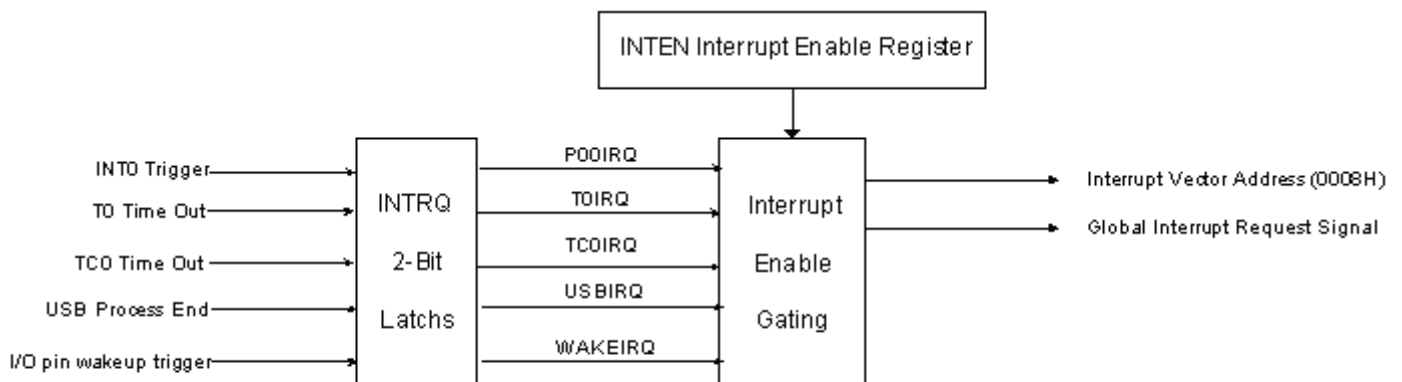 INTEN Interrupt Enable Register
INT0 Trigger
T0 Time Out
TC0 Time Out
USB Process End
I/O pin wakeup trigger
INTRQ
2-Bit
Latchs
P00IRQ
T0IRQ
TC0IRQ
USBIRQ
WAKEIRQ
Interrupt
Enable
Gating
Interrupt Vector Address (0008H)
Global Interrupt Request Signal